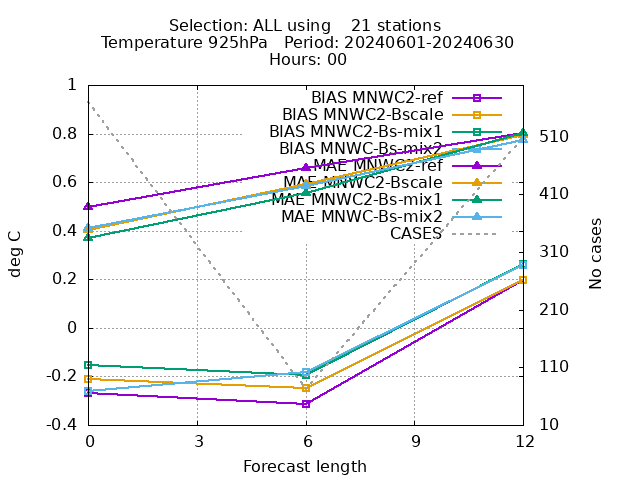 Selection: ALL using    21 stations
Temperature 925hPa   Period: 20240601-20240630
Hours: 00
BIAS MNWC2-ref
BIAS MNWC2-Bscale
BIAS MNWC2-Bs-mix1
BIAS MNWC-Bs-mix2
MAE MNWC2-ref
MAE MNWC2-Bscale
MAE MNWC2-Bs-mix1
MAE MNWC-Bs-mix2
CASES
1
0.8
0.6
0.4
0.2
0
-0.2
-0.4
deg C
510
410
310
210
110
10
No cases
0
3
6
9
12
Forecast length